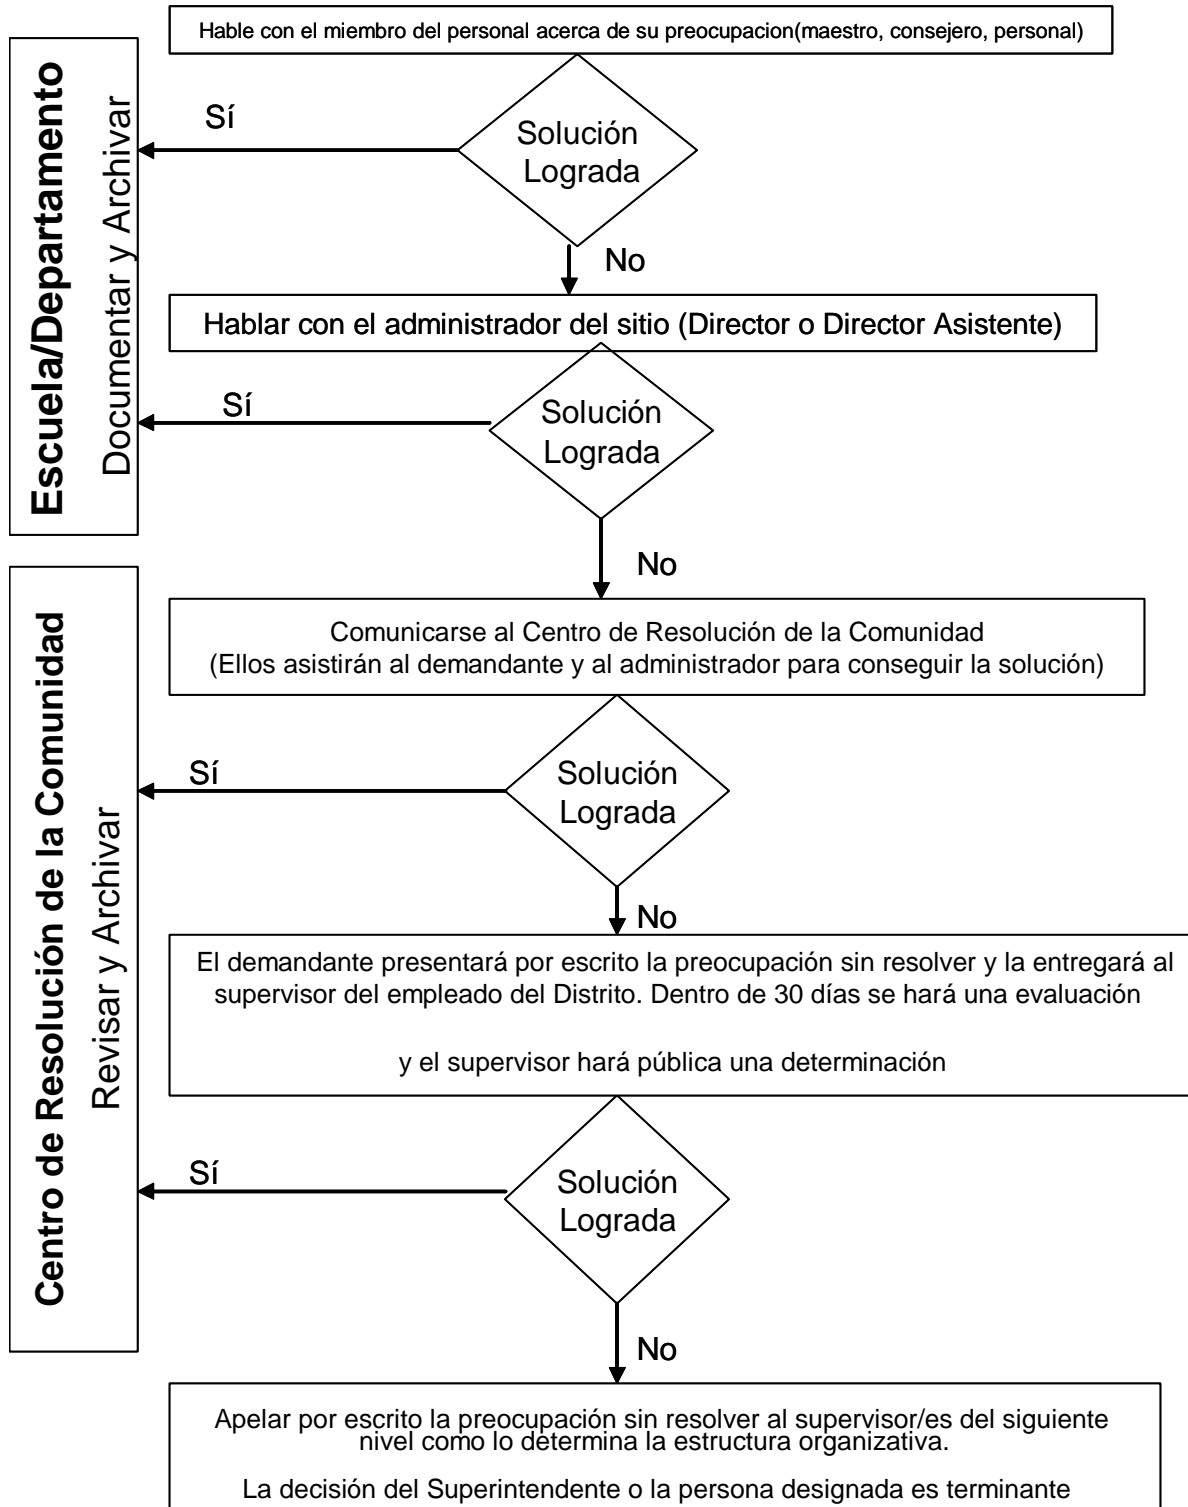 Hable con el miembro del personal acerca de su preocupacion(maestro, consejero, personal)
Escuela/Departamento
Documentar y Archivar
Sí
Solución
Lograda
No
Hablar con el administrador del sitio (Director o Director Asistente)
Sí
Solución
Lograda
No
Centro de Resolución de la Comunidad
Revisar y Archivar
Comunicarse al Centro de Resolución de la Comunidad
(Ellos asistirán al demandante y al administrador para conseguir la solución)
Sí
Solución
Lograda
No
El demandante presentará por escrito la preocupación sin resolver y la entregará al
supervisor del empleado del Distrito. Dentro de 30 días se hará una evaluación
y el supervisor hará pública una determinación
Sí
Solución
Lograda
No
Apelar por escrito la preocupación sin resolver al supervisor/es del siguiente
nivel como lo determina la estructura organizativa.
La decisión del Superintendente o la persona designada es terminante